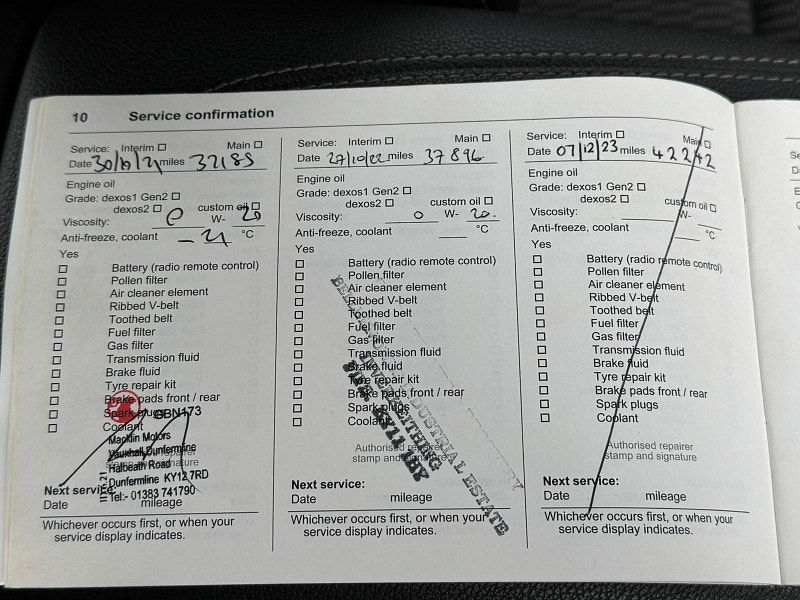 10 Service confirmation
Service: Interim Main
Date 30/10/21 miles 32185
Engine oil
Grade: dexos1 Gen2
dexos2 custom oil
Viscosity: 0 W- 20
Anti-freeze, coolant -21 °C
Yes
Battery (radio remote control)
Pollen filter
Air cleaner element
Ribbed V-belt
Toothed belt
Fuel filter
Gas filter
Transmission fluid
Brake fluid
Tyre repair kit
Brake pads front / rear
Spark plugs
Coolant
GBN173
Macklin Motors
Vauxhall Dunfermline
Halbeath Road
Dunfermline KY12 7RD
Tel:- 01383 741790
signature
Next service:
Date mileage
Whichever occurs first, or when your
service display indicates.
Service: Interim Main
Date 27/10/22 miles 37896
Engine oil
Grade: dexos1 Gen2
dexos2 custom oil
Viscosity: 0 W- 20.
Anti-freeze, coolant °C
Yes
Battery (radio remote control)
Pollen filter
Air cleaner element
Ribbed V-belt
Toothed belt
Fuel filter
Gas filter
Transmission fluid
Brake fluid
Tyre repair kit
Brake pads front / rear
Spark plugs
Coolant
INDUSTRIAL ESTATE
INVERKEITHING
FIFE. KY11 1HY
Authorised repairer
stamp and signature
Next service:
Date mileage
Whichever occurs first, or when your
service display indicates.
Service: Interim Main
Date 07/12/23 miles 42242
Engine oil
Grade: dexos1 Gen2
dexos2 custom oil
Viscosity: W-
Anti-freeze, coolant °C
Yes
Battery (radio remote control)
Pollen filter
Air cleaner element
Ribbed V-belt
Toothed belt
Fuel filter
Gas filter
Transmission fluid
Brake fluid
Tyre repair kit
Brake pads front / rear
Spark plugs
Coolant
Authorised repairer
stamp and signature
Next service:
Date mileage
Whichever occurs first, or when your
service display indicates.